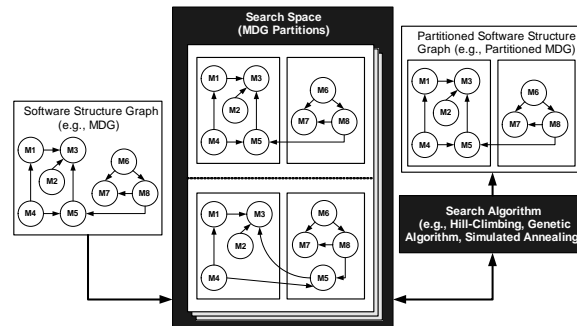 Search Space
(MDG Partitions)
Software Structure Graph
(e.g., MDG)
M1
M3
M2
M4
M5
M6
M7
M8
M1
M3
M2
M4
M5
M6
M7
M8
M1
M3
M2
M4
M6
M7
M8
M5
Partitioned Software Structure
Graph (e.g., Partitioned MDG)
M1
M3
M2
M4
M5
M6
M7
M8
Search Algorithm
(e.g., Hill-Climbing, Genetic
Algorithm, Simulated Annealing